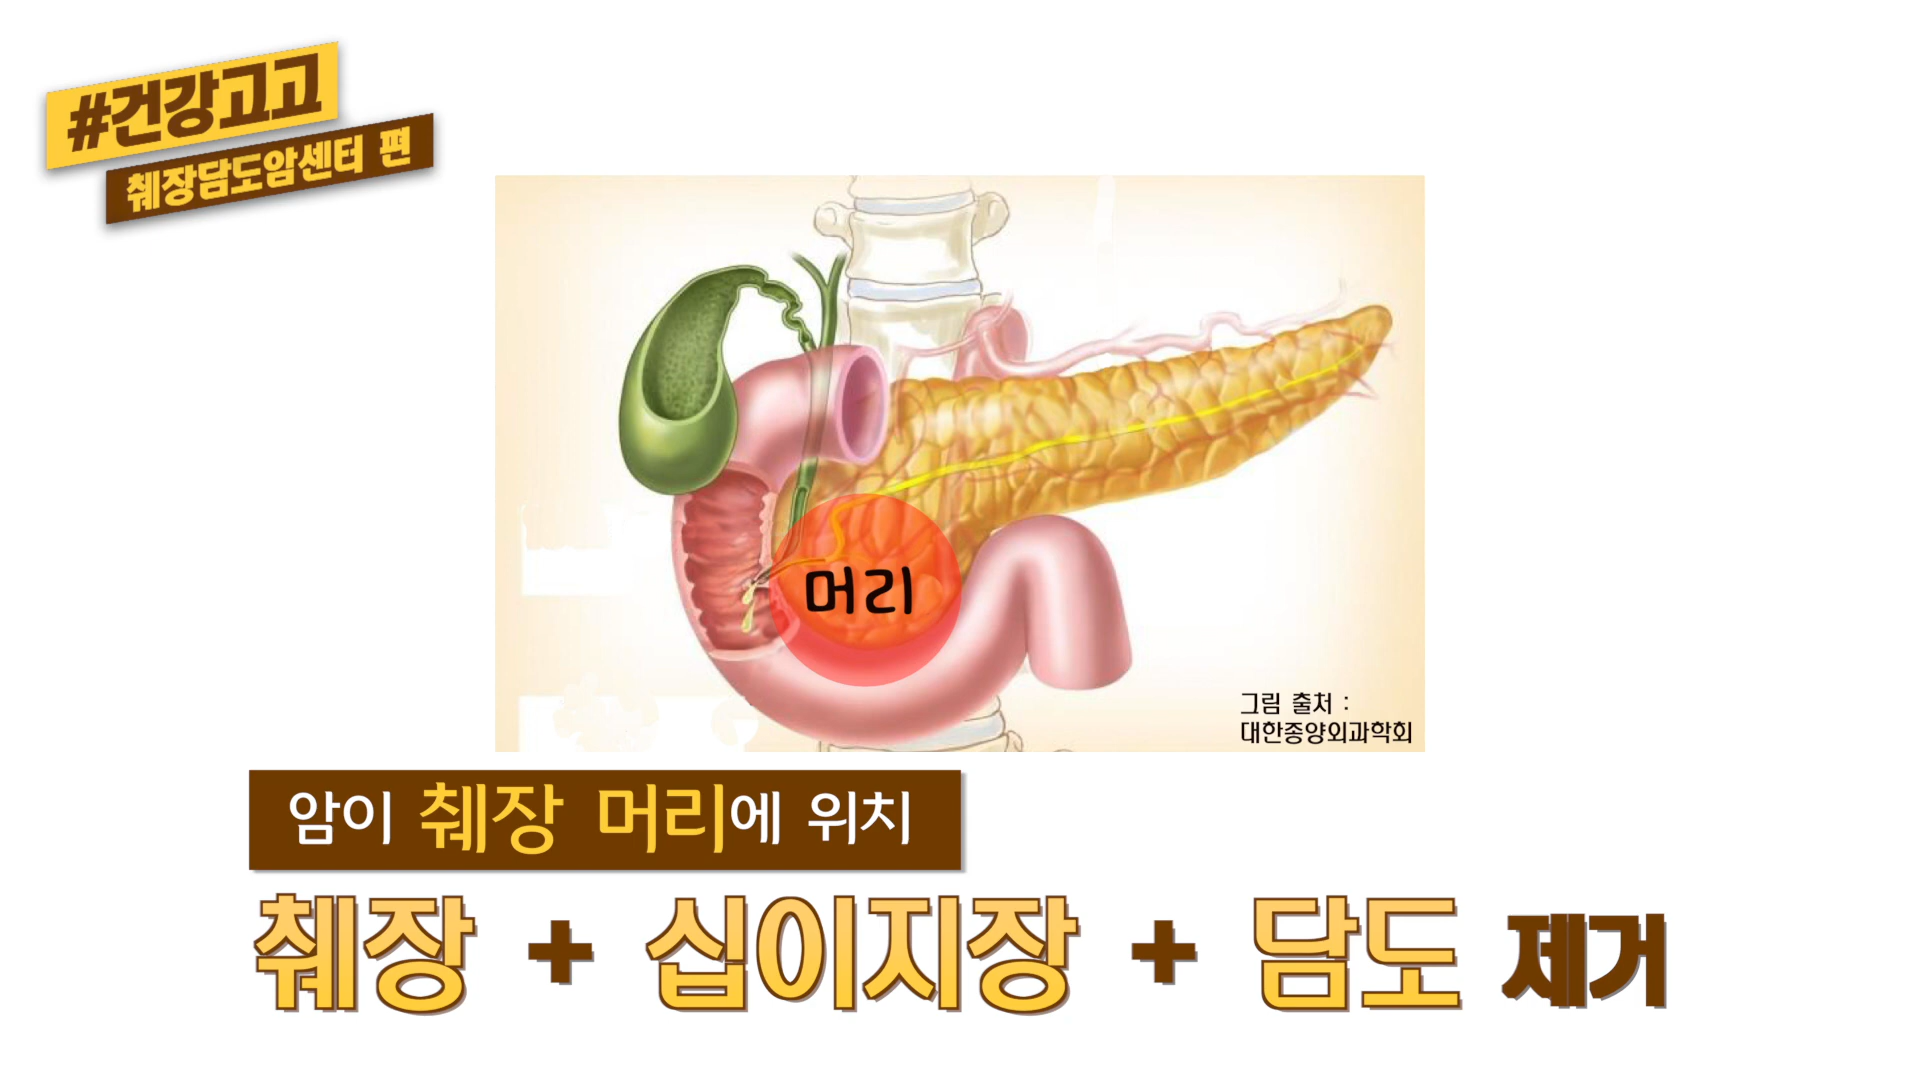 #건강고고
췌장담도암센터 편
머리
그림 출처 :
대한종양외과학회
암이 췌장 머리에 위치
췌장 + 십이지장 + 담도 제거